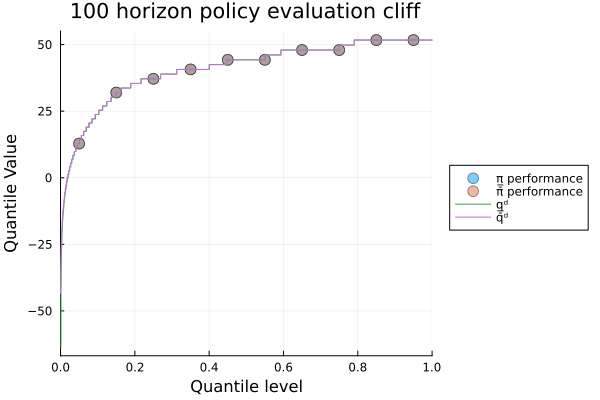 100 horizon policy evaluation cliff
Quantile Value
50
25
0
−25
−50
0.0 0.2 0.4 0.6 0.8 1.0
Quantile level
π performance
π̄ performance
qᵈ
q̄ᵈ